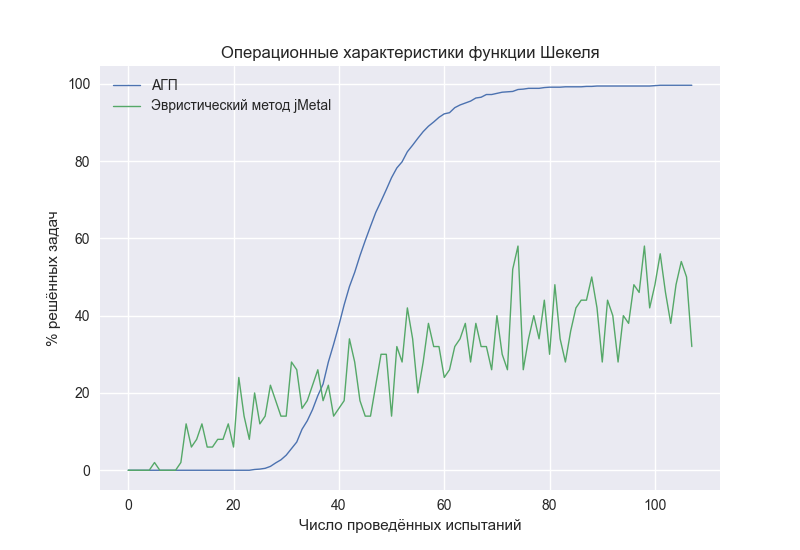 Операционные характеристики функции Шекеля
АГП
Эвристический метод jMetal
100
80
60
40
20
0
% решённых задач
0 20 40 60 80 100
Число проведённых испытаний